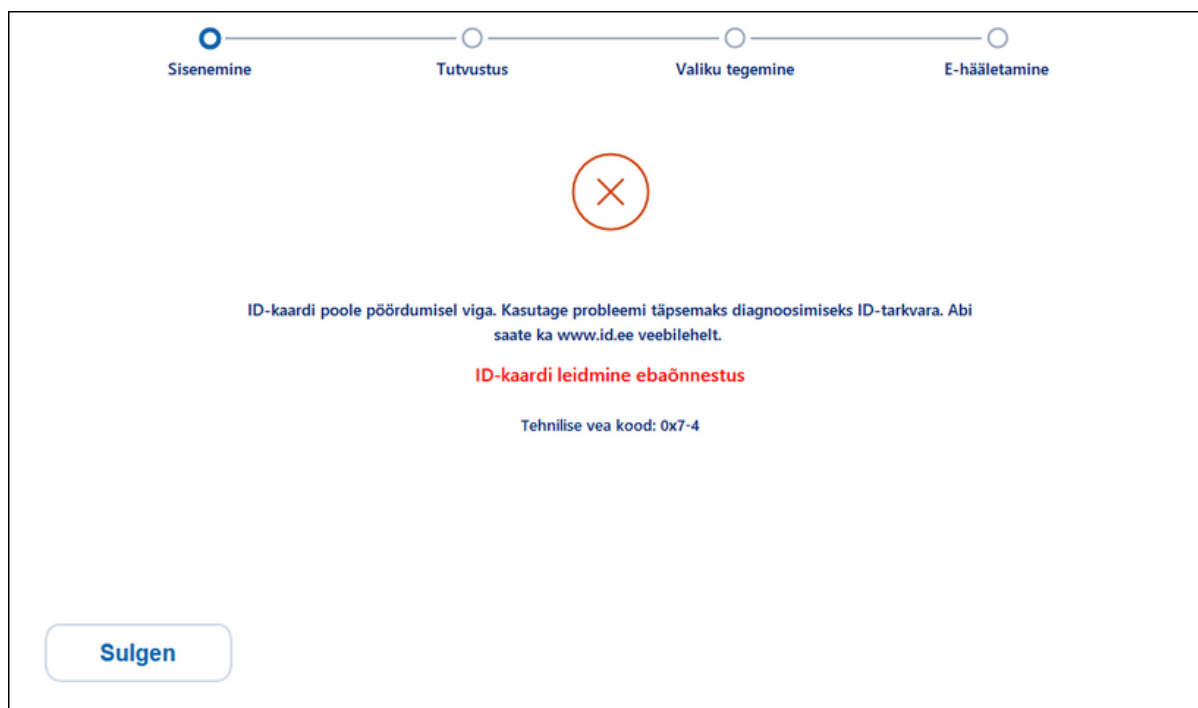 Sisenemine
Tutvustus
Valiku tegemine
E-hääletamine
ID-kaardi poole pöördumisel viga. Kasutage probleemi täpsemaks diagnoosimiseks ID-tarkvara. Abi
saate ka www.id.ee veebilehelt.
ID-kaardi leidmine ebaõnnestus
Tehnilise vea kood: 0x7-4
Sulgen